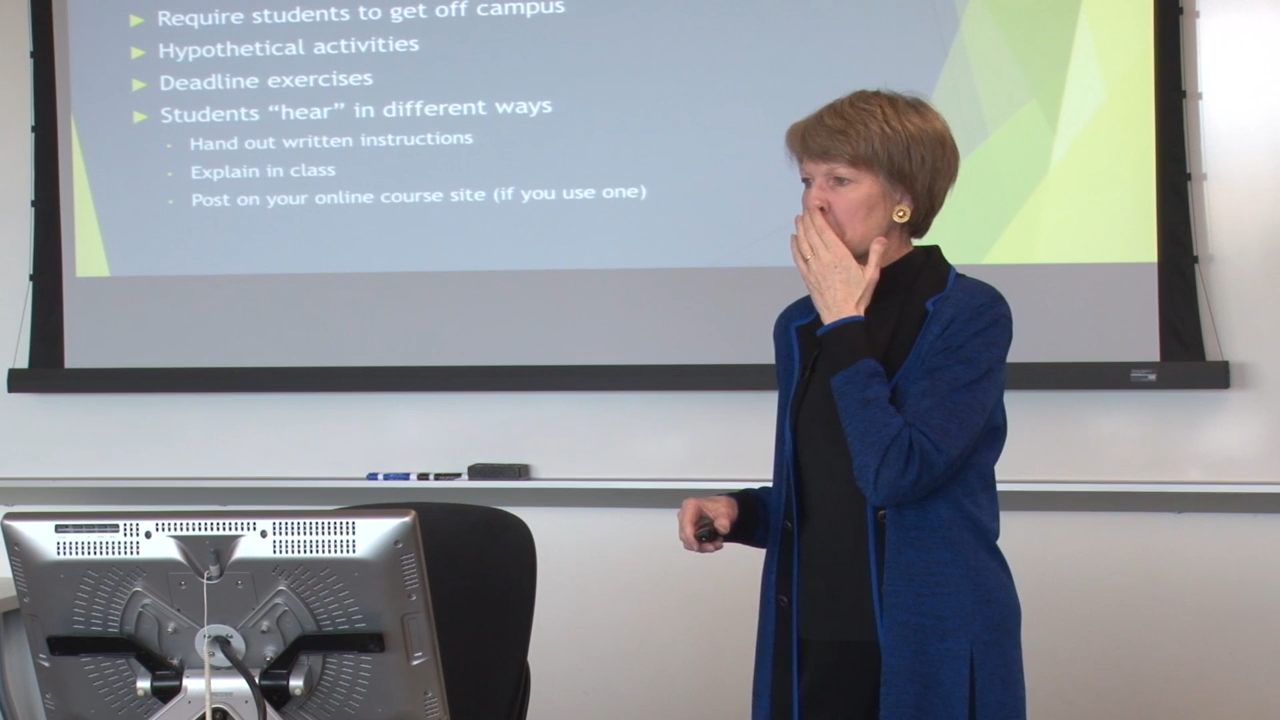 ▶ Require students to get off campus
▶ Hypothetical activities
▶ Deadline exercises
▶ Students “hear” in different ways
- Hand out written instructions
- Explain in class
- Post on your online course site (if you use one)